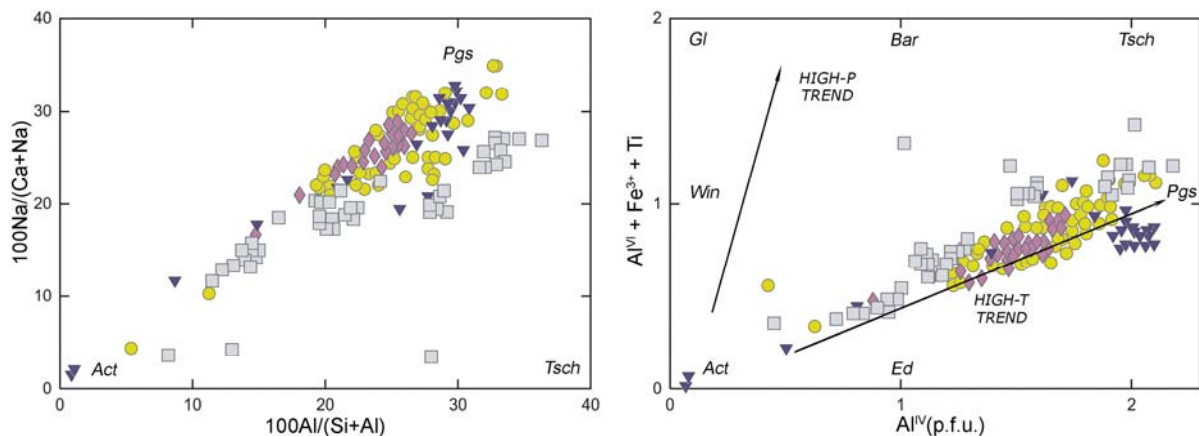 40
30
20
10
0
100Na/(Ca+Na)
Pgs
Act
Tsch
0 10 20 30 40
100Al/(Si+Al)
2
1
0
Al^VI + Fe^3+ + Ti
Gl Bar Tsch
HIGH-P
TREND
Win
Pgs
HIGH-T
TREND
Act Ed
0 1 2
Al^IV (p.f.u.)